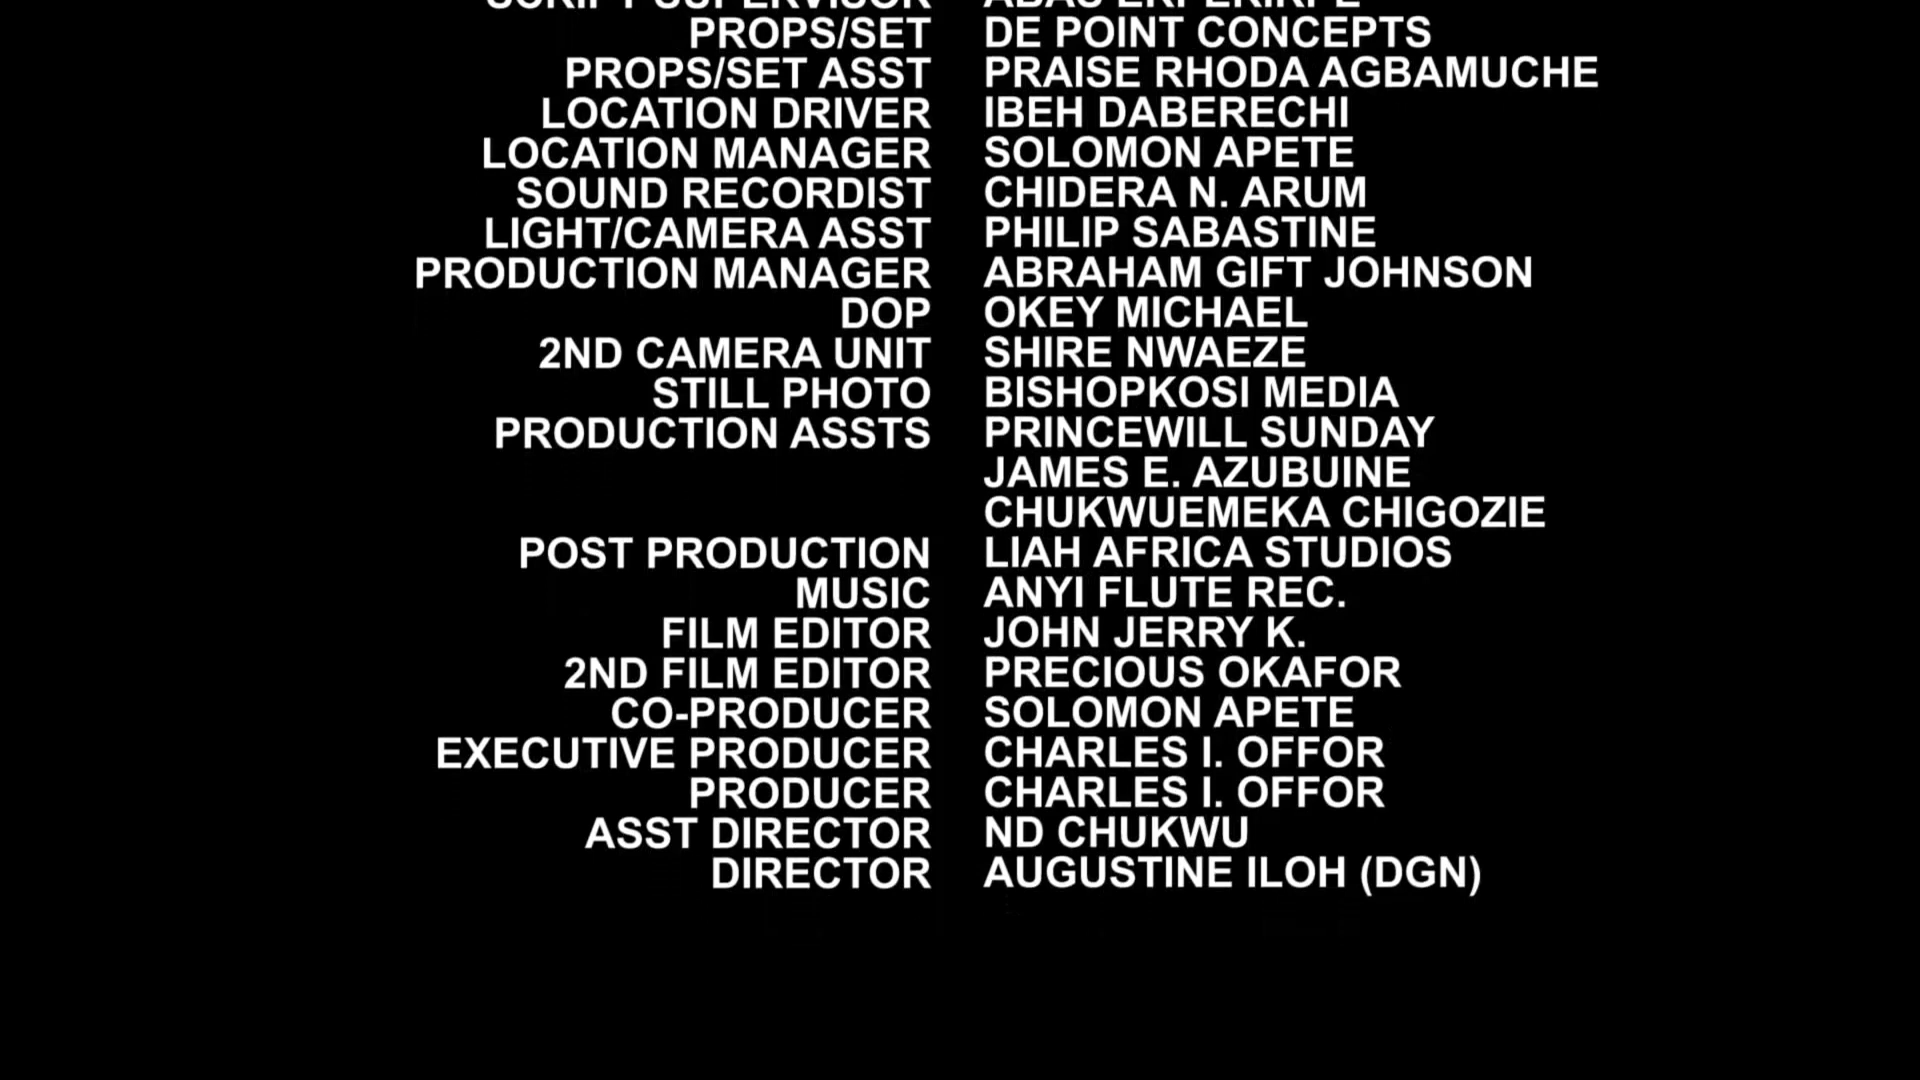 SCRIPT SUPERVISOR
PROPS/SET DE POINT CONCEPTS
PROPS/SET ASST PRAISE RHODA AGBAMUCHE
LOCATION DRIVER IBEH DABERECHI
LOCATION MANAGER SOLOMON APETE
SOUND RECORDIST CHIDERA N. ARUM
LIGHT/CAMERA ASST PHILIP SABASTINE
PRODUCTION MANAGER ABRAHAM GIFT JOHNSON
DOP OKEY MICHAEL
2ND CAMERA UNIT SHIRE NWAEZE
STILL PHOTO BISHOPKOSI MEDIA
PRODUCTION ASSTS PRINCEWILL SUNDAY
JAMES E. AZUBUINE
CHUKWUEMEKA CHIGOZIE
POST PRODUCTION LIAH AFRICA STUDIOS
MUSIC ANYI FLUTE REC.
FILM EDITOR JOHN JERRY K.
2ND FILM EDITOR PRECIOUS OKAFOR
CO-PRODUCER SOLOMON APETE
EXECUTIVE PRODUCER CHARLES I. OFFOR
PRODUCER CHARLES I. OFFOR
ASST DIRECTOR ND CHUKWU
DIRECTOR AUGUSTINE ILOH (DGN)